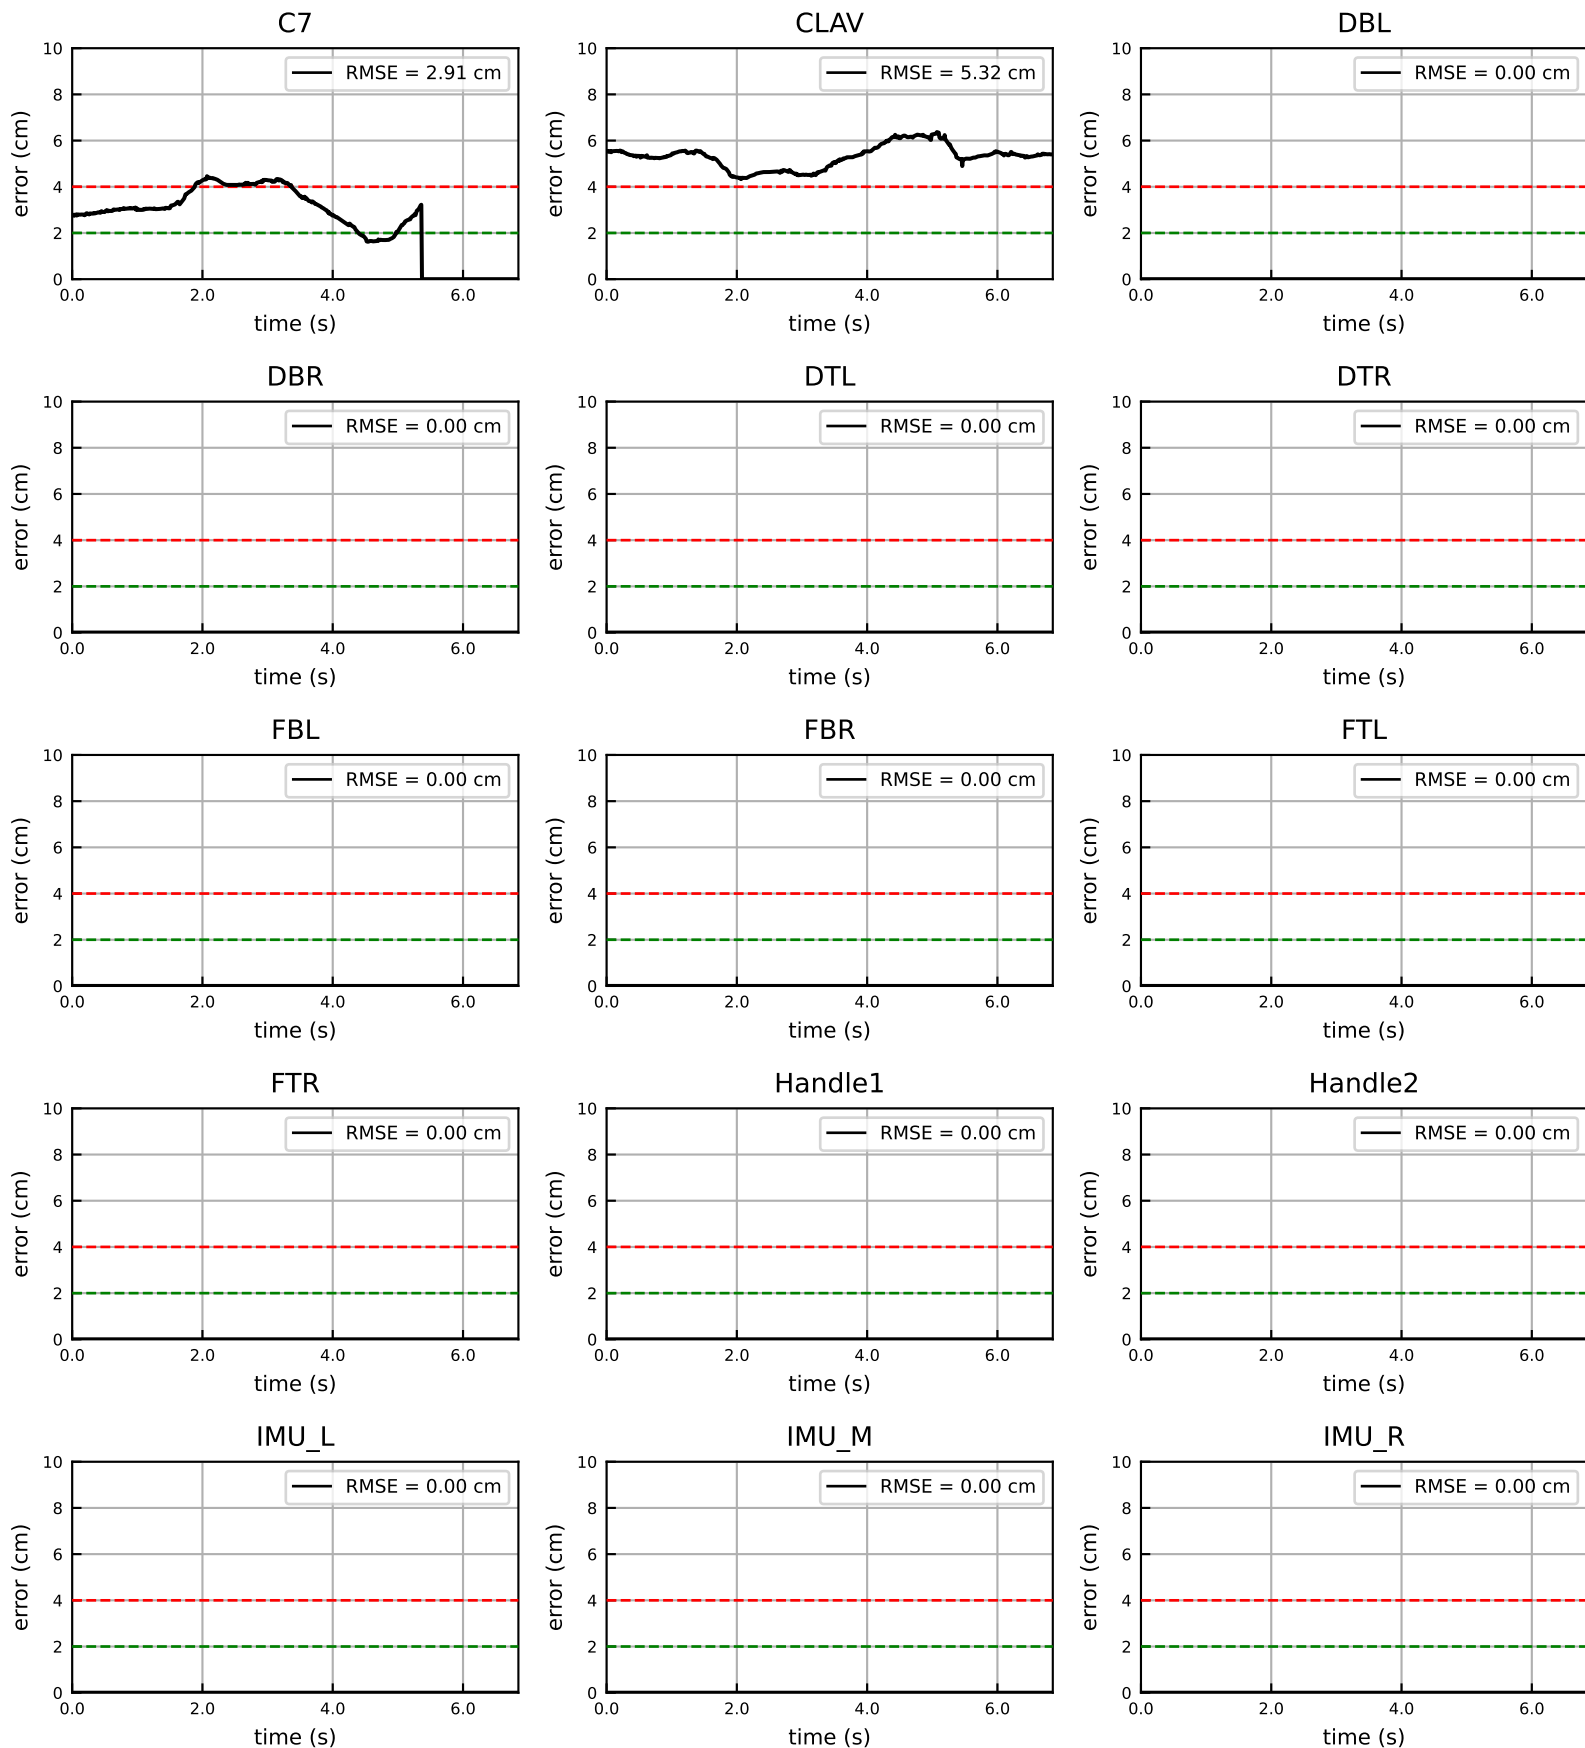 C7
RMSE = 2.91 cm
error (cm)
10
8
6
4
2
0
0.0 2.0 4.0 6.0
time (s)
CLAV
RMSE = 5.32 cm
error (cm)
10
8
6
4
2
0
0.0 2.0 4.0 6.0
time (s)
DBL
RMSE = 0.00 cm
error (cm)
10
8
6
4
2
0
0.0 2.0 4.0 6.0
time (s)
DBR
RMSE = 0.00 cm
error (cm)
10
8
6
4
2
0
0.0 2.0 4.0 6.0
time (s)
DTL
RMSE = 0.00 cm
error (cm)
10
8
6
4
2
0
0.0 2.0 4.0 6.0
time (s)
DTR
RMSE = 0.00 cm
error (cm)
10
8
6
4
2
0
0.0 2.0 4.0 6.0
time (s)
FBL
RMSE = 0.00 cm
error (cm)
10
8
6
4
2
0
0.0 2.0 4.0 6.0
time (s)
FBR
RMSE = 0.00 cm
error (cm)
10
8
6
4
2
0
0.0 2.0 4.0 6.0
time (s)
FTL
RMSE = 0.00 cm
error (cm)
10
8
6
4
2
0
0.0 2.0 4.0 6.0
time (s)
FTR
RMSE = 0.00 cm
error (cm)
10
8
6
4
2
0
0.0 2.0 4.0 6.0
time (s)
Handle1
RMSE = 0.00 cm
error (cm)
10
8
6
4
2
0
0.0 2.0 4.0 6.0
time (s)
Handle2
RMSE = 0.00 cm
error (cm)
10
8
6
4
2
0
0.0 2.0 4.0 6.0
time (s)
IMU_L
RMSE = 0.00 cm
error (cm)
10
8
6
4
2
0
0.0 2.0 4.0 6.0
time (s)
IMU_M
RMSE = 0.00 cm
error (cm)
10
8
6
4
2
0
0.0 2.0 4.0 6.0
time (s)
IMU_R
RMSE = 0.00 cm
error (cm)
10
8
6
4
2
0
0.0 2.0 4.0 6.0
time (s)